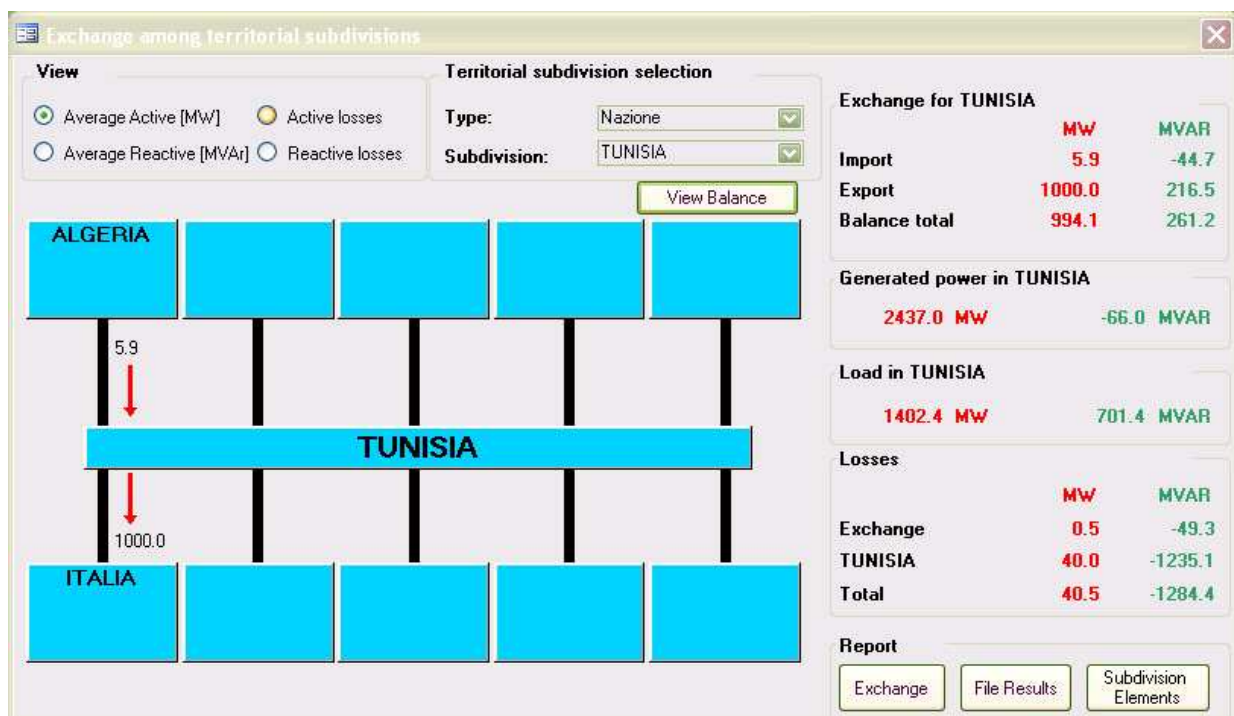 Exchange among territorial subdivisions
View
Average Active [MW] Active losses
Average Reactive [MVAr] Reactive losses
Territorial subdivision selection
Type: Nazione
Subdivision: TUNISIA
View Balance
ALGERIA
5.9
TUNISIA
1000.0
ITALIA
Exchange for TUNISIA
MW MVAR
Import 5.9 -44.7
Export 1000.0 216.5
Balance total 994.1 261.2
Generated power in TUNISIA
2437.0 MW -66.0 MVAR
Load in TUNISIA
1402.4 MW 701.4 MVAR
Losses
MW MVAR
Exchange 0.5 -49.3
TUNISIA 40.0 -1235.1
Total 40.5 -1284.4
Report
Exchange
File Results
Subdivision
Elements